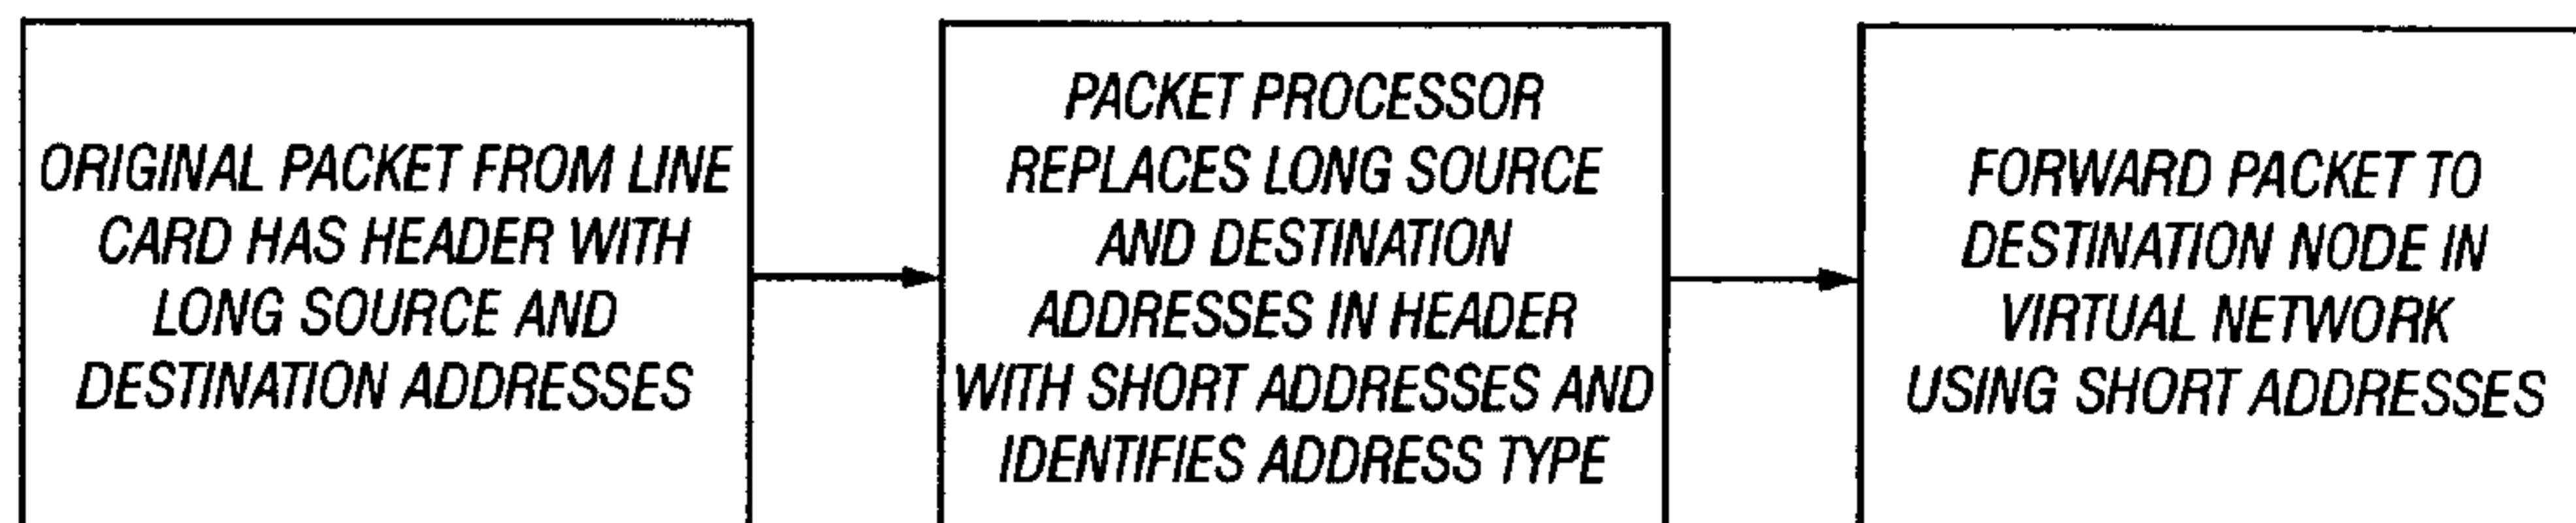 ORIGINAL PACKET FROM LINE
CARD HAS HEADER WITH
LONG SOURCE AND
DESTINATION ADDRESSES
PACKET PROCESSOR
REPLACES LONG SOURCE
AND DESTINATION
ADDRESSES IN HEADER
WITH SHORT ADDRESSES AND
IDENTIFIES ADDRESS TYPE
FORWARD PACKET TO
DESTINATION NODE IN
VIRTUAL NETWORK
USING SHORT ADDRESSES